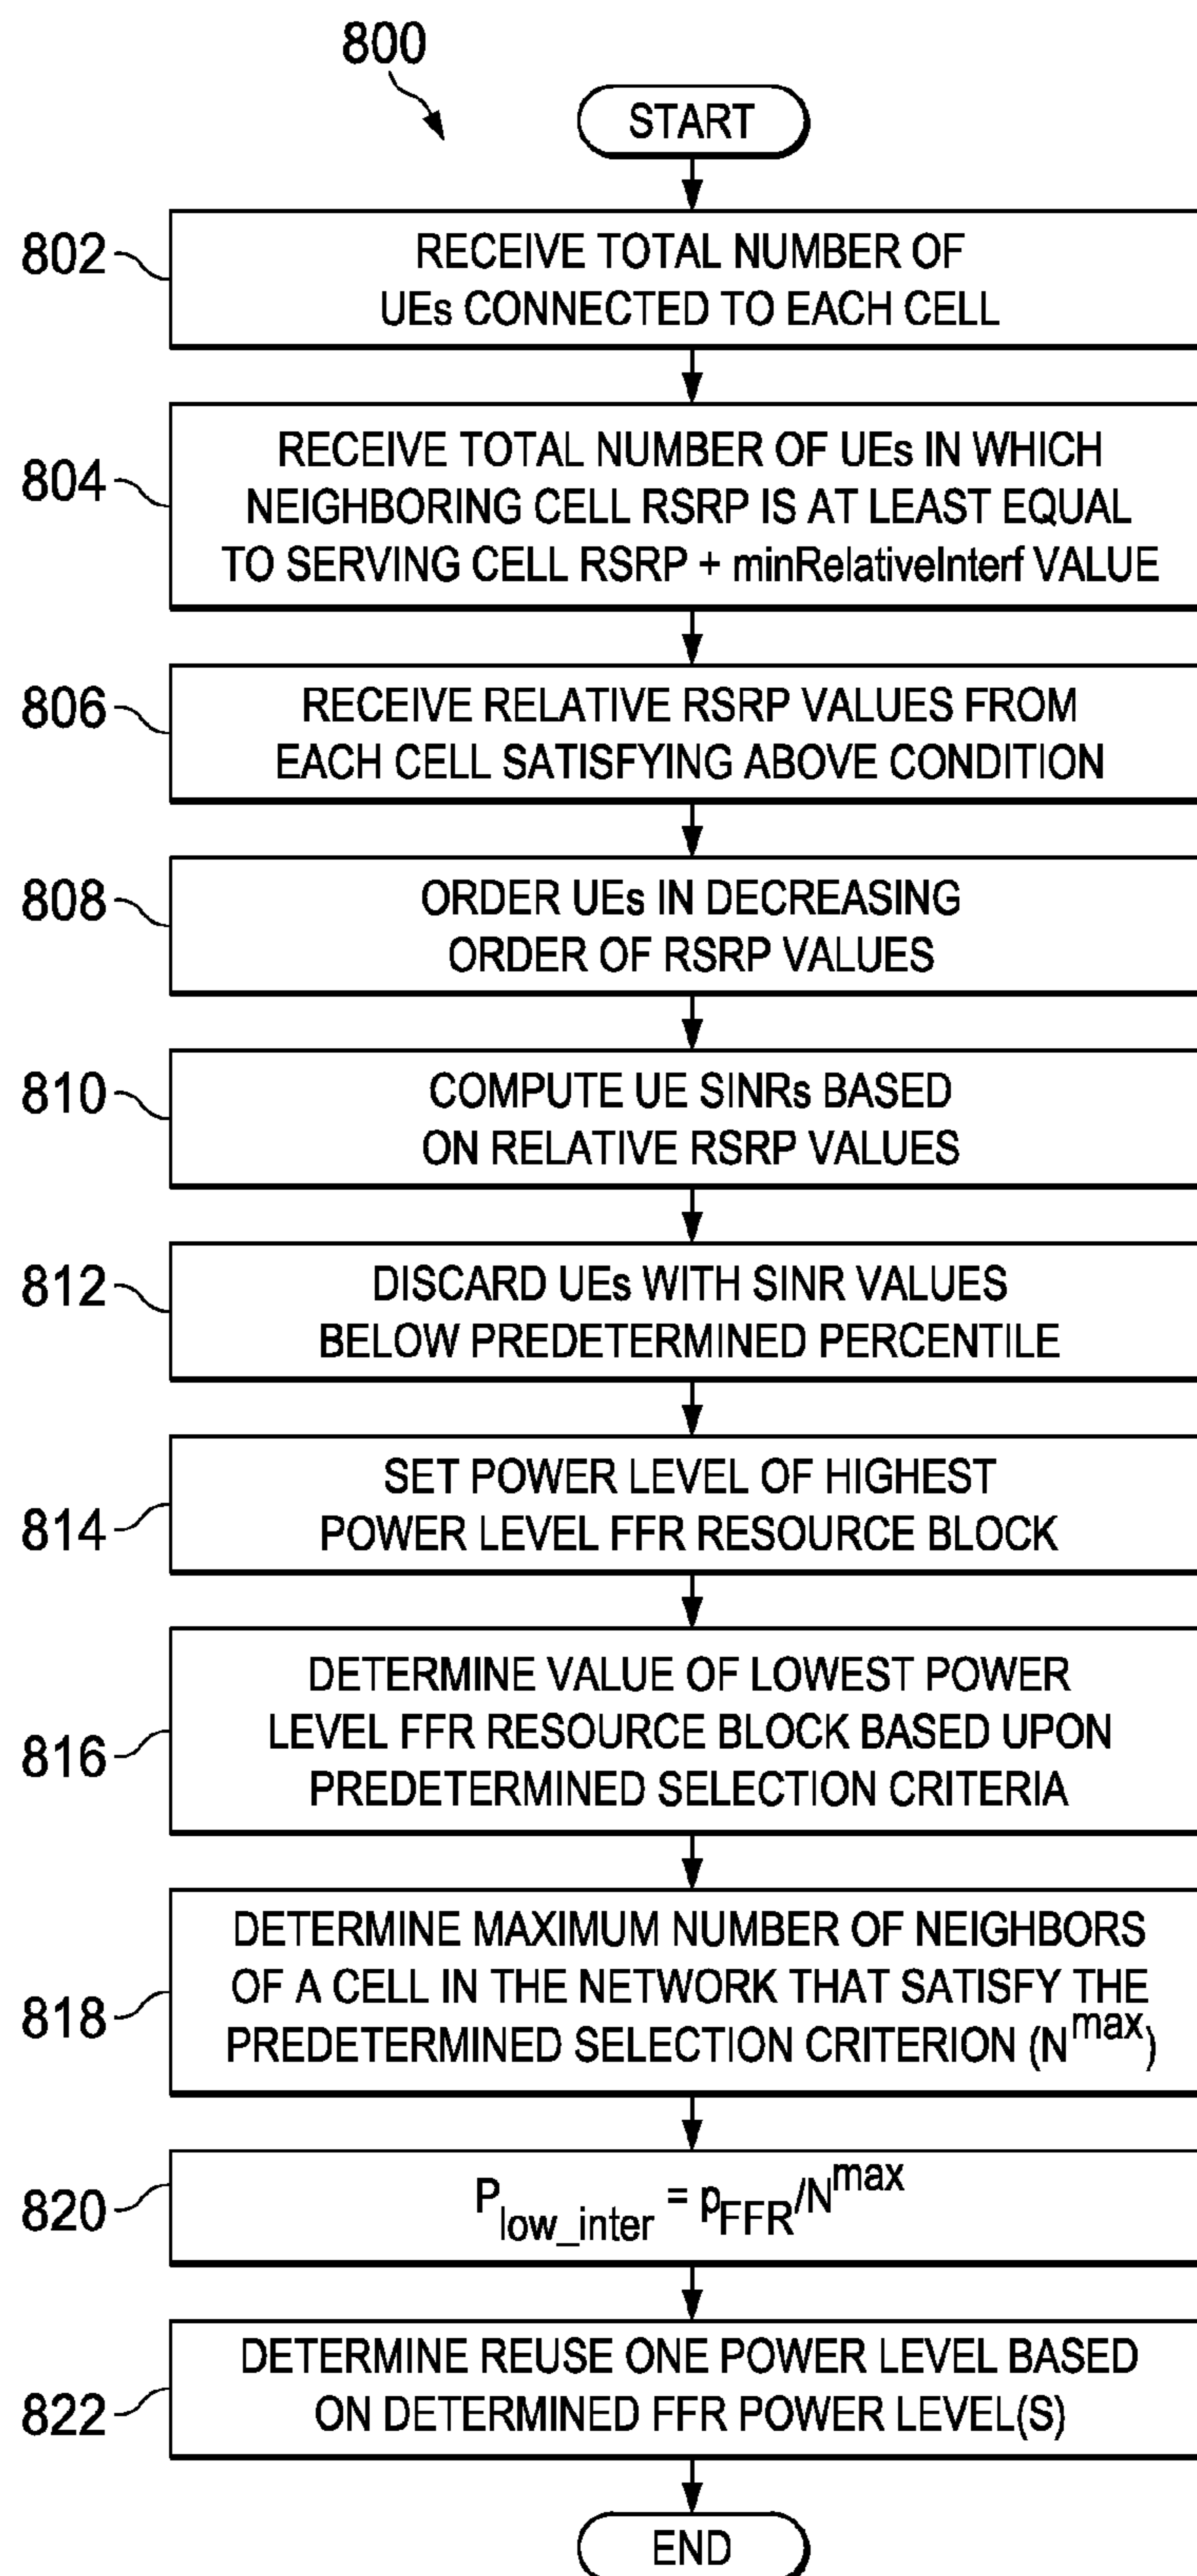 800
START
802
RECEIVE TOTAL NUMBER OF
UEs CONNECTED TO EACH CELL
804
RECEIVE TOTAL NUMBER OF UEs IN WHICH
NEIGHBORING CELL RSRP IS AT LEAST EQUAL
TO SERVING CELL RSRP + minRelativeInterf VALUE
806
RECEIVE RELATIVE RSRP VALUES FROM
EACH CELL SATISFYING ABOVE CONDITION
808
ORDER UEs IN DECREASING
ORDER OF RSRP VALUES
810
COMPUTE UE SINRs BASED
ON RELATIVE RSRP VALUES
812
DISCARD UEs WITH SINR VALUES
BELOW PREDETERMINED PERCENTILE
814
SET POWER LEVEL OF HIGHEST
POWER LEVEL FFR RESOURCE BLOCK
816
DETERMINE VALUE OF LOWEST POWER
LEVEL FFR RESOURCE BLOCK BASED UPON
PREDETERMINED SELECTION CRITERIA
818
DETERMINE MAXIMUM NUMBER OF NEIGHBORS
OF A CELL IN THE NETWORK THAT SATISFY THE
PREDETERMINED SELECTION CRITERION (N^max)
820
P_low_inter = p_FFR/N^max
822
DETERMINE REUSE ONE POWER LEVEL BASED
ON DETERMINED FFR POWER LEVEL(S)
END